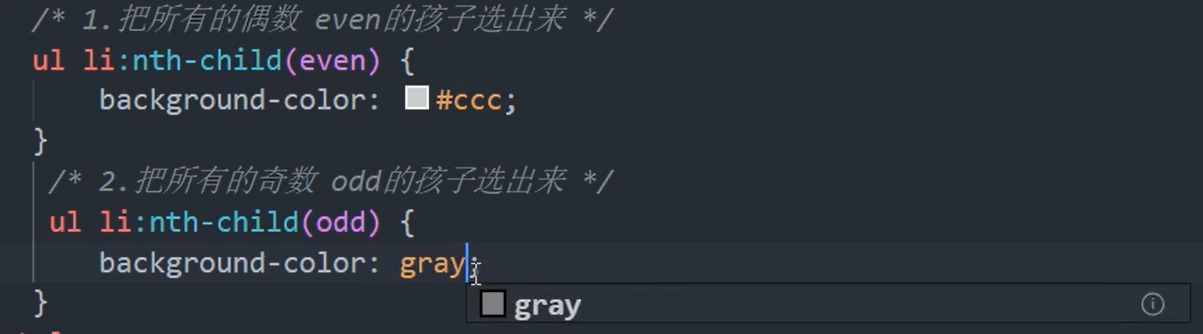 /* 1.把所有的偶数 even的孩子选出来 */
ul li:nth-child(even) {
background-color: #ccc;
}
/* 2.把所有的奇数 odd的孩子选出来 */
ul li:nth-child(odd) {
background-color: gray;
gray
}